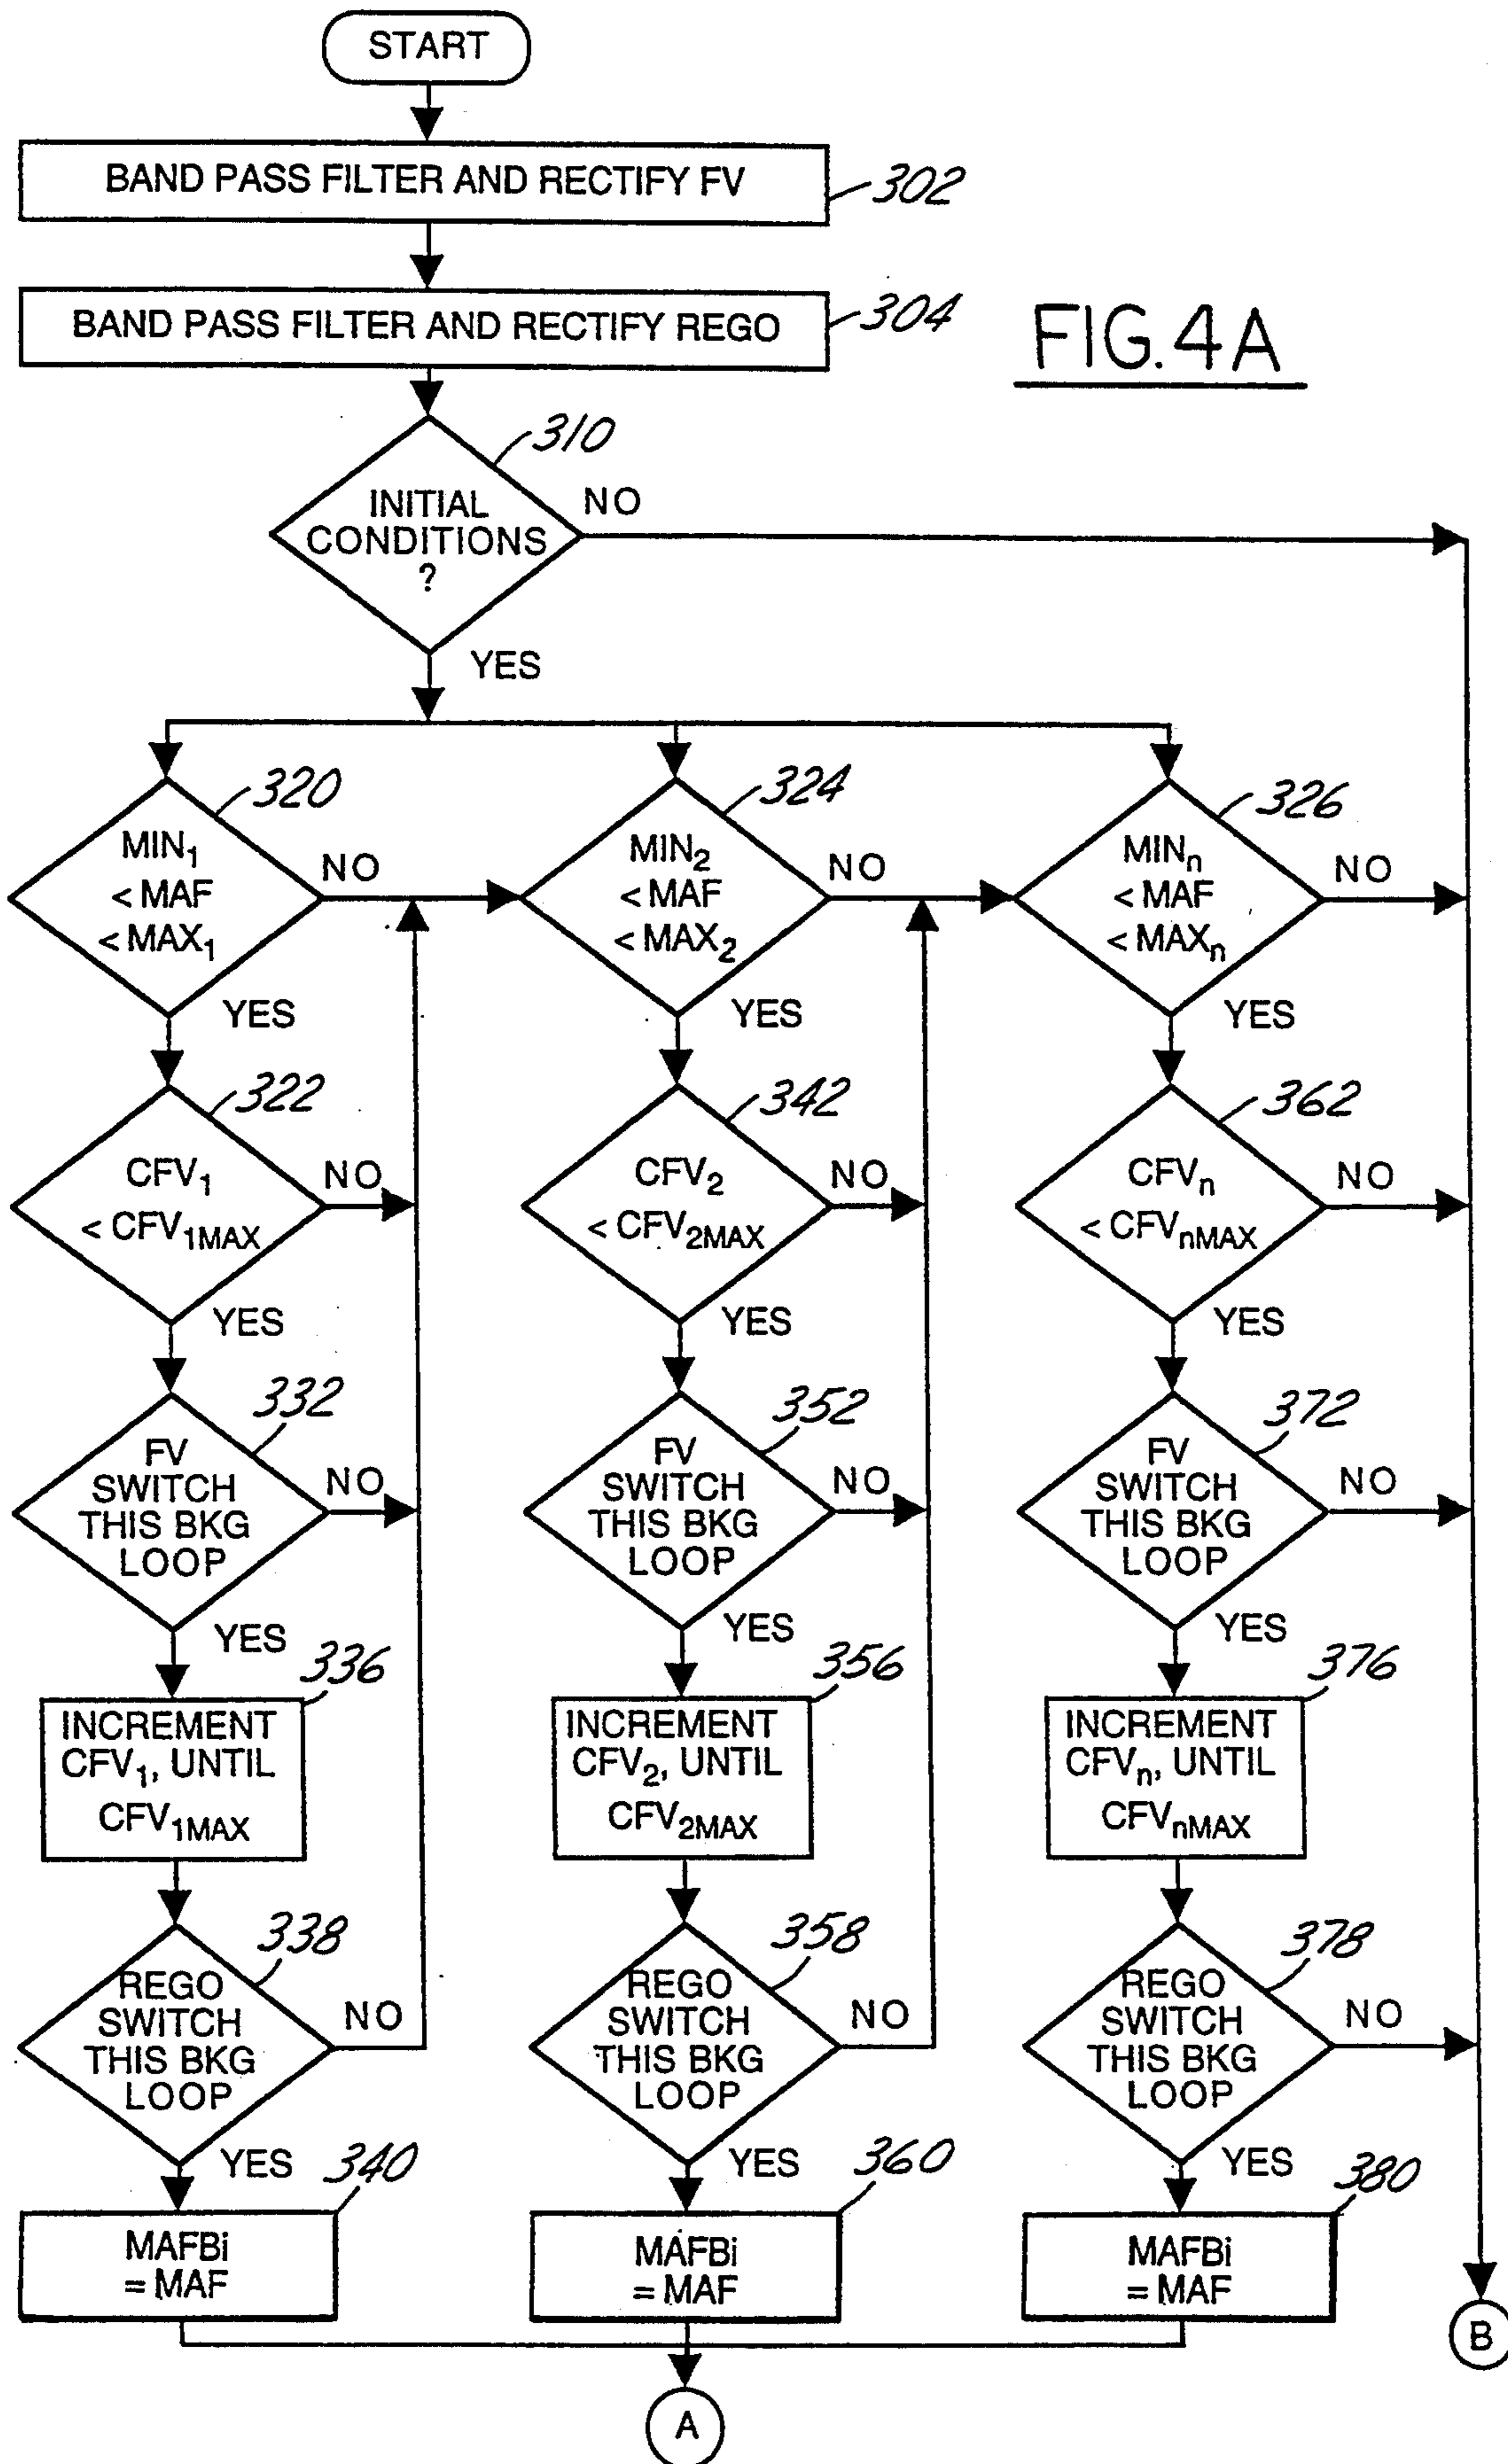 START
BAND PASS FILTER AND RECTIFY FV
302
BAND PASS FILTER AND RECTIFY REGO
304
FIG.4A
310
INITIAL
CONDITIONS
?
NO
YES
320
MIN₁
< MAF
< MAX₁
NO
YES
324
MIN₂
< MAF
< MAX₂
NO
YES
326
MINₙ
< MAF
< MAXₙ
NO
YES
322
CFV₁
< CFV₁MAX
NO
YES
342
CFV₂
< CFV₂MAX
NO
YES
362
CFVₙ
< CFVₙMAX
NO
YES
332
FV
SWITCH
THIS BKG
LOOP
NO
YES
352
FV
SWITCH
THIS BKG
LOOP
NO
YES
372
FV
SWITCH
THIS BKG
LOOP
NO
YES
336
INCREMENT
CFV₁, UNTIL
CFV₁MAX
356
INCREMENT
CFV₂, UNTIL
CFV₂MAX
376
INCREMENT
CFVₙ, UNTIL
CFVₙMAX
338
REGO
SWITCH
THIS BKG
LOOP
NO
YES
358
REGO
SWITCH
THIS BKG
LOOP
NO
YES
378
REGO
SWITCH
THIS BKG
LOOP
NO
YES
340
MAFBi
= MAF
360
MAFBi
= MAF
380
MAFBi
= MAF
B
A